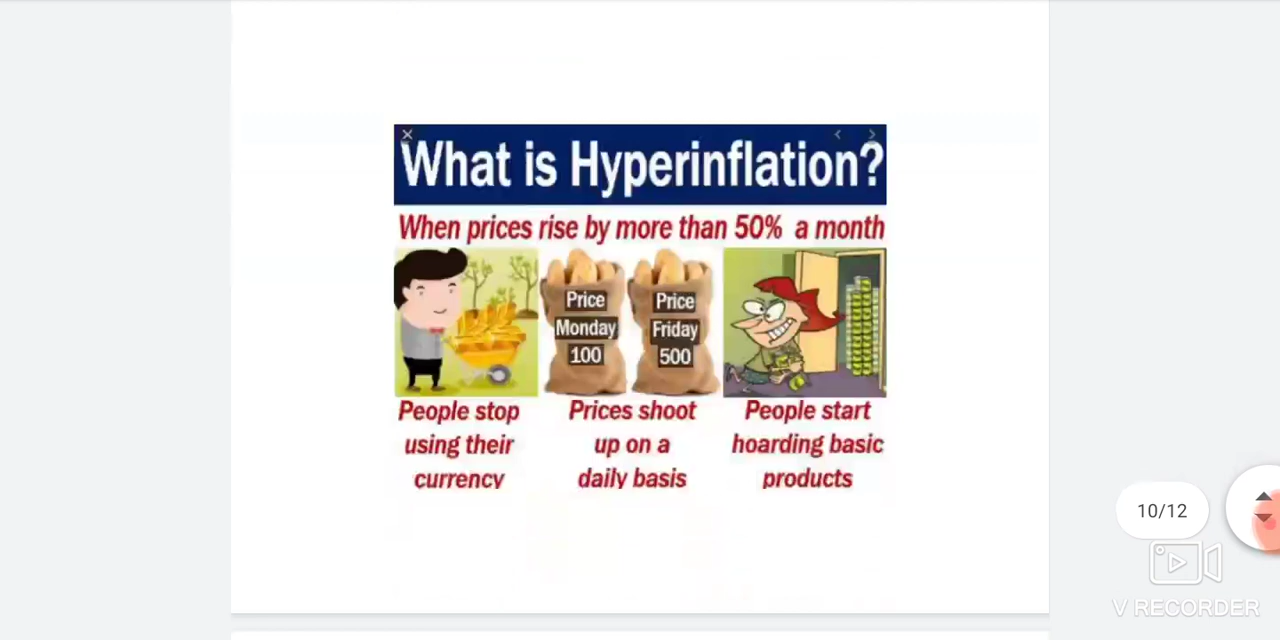 What is Hyperinflation?
When prices rise by more than 50% a month
Price
Monday
100
Price
Friday
500
People stop
using their
currency
Prices shoot
up on a
daily basis
People start
hoarding basic
products
10/12
V RECORDER